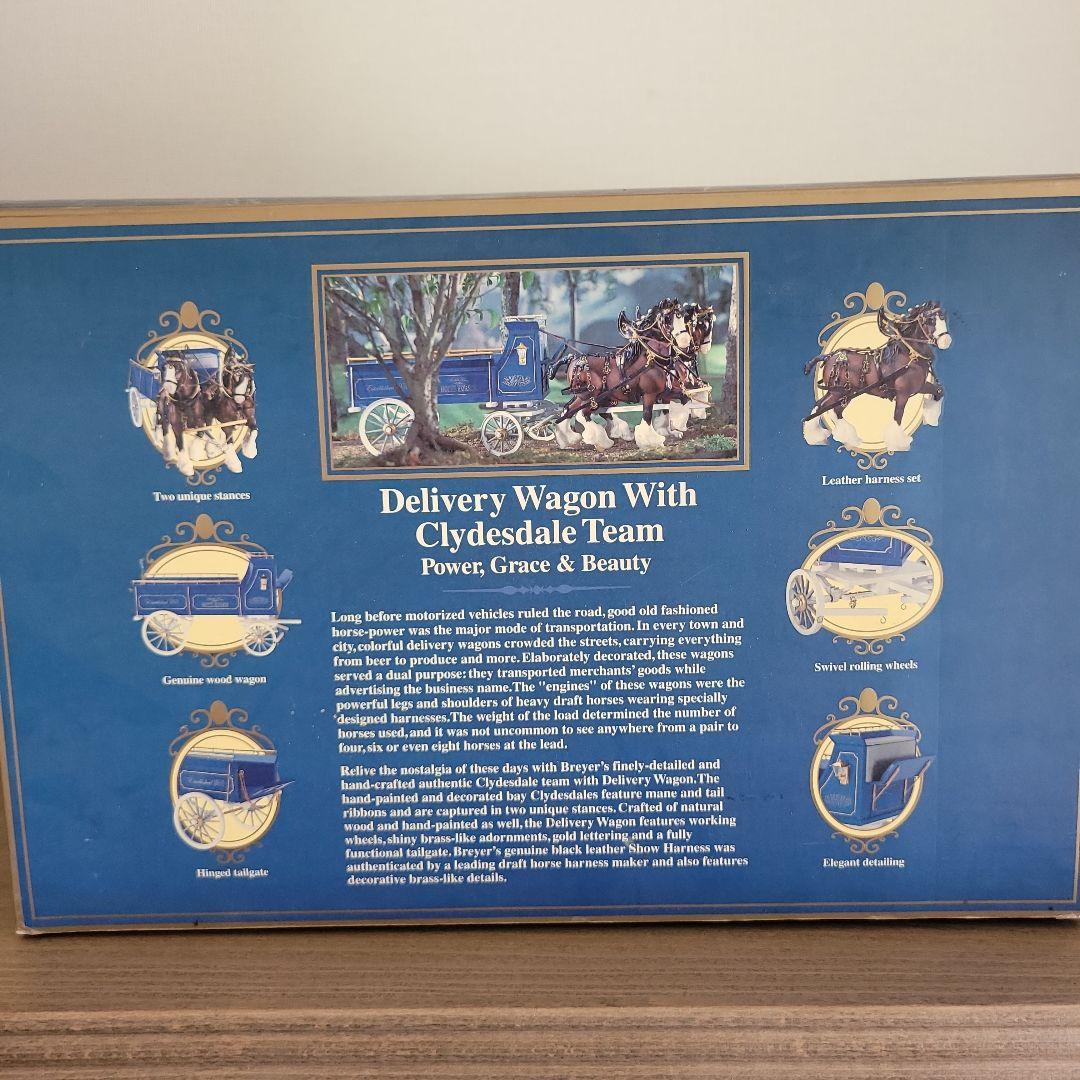 Two unique stances
Genuine wood wagon
Hinged tailgate
Delivery Wagon With
Clydesdale Team
Power, Grace & Beauty
Long before motorized vehicles ruled the road, good old fashioned
horse-power was the major mode of transportation. In every town and
city, colorful delivery wagons crowded the streets, carrying everything
from beer to produce and more. Elaborately decorated, these wagons
served a dual purpose: they transported merchants' goods while
advertising the business name. The "engines" of these wagons were the
powerful legs and shoulders of heavy draft horses wearing specially
designed harnesses. The weight of the load determined the number of
horses used, and it was not uncommon to see anywhere from a pair to
four, six or even eight horses at the lead.
Relive the nostalgia of these days with Breyer's finely-detailed and
hand-crafted authentic Clydesdale team with Delivery Wagon. The
hand-painted and decorated bay Clydesdales feature mane and tail
ribbons and are captured in two unique stances. Crafted of natural
wood and hand-painted as well, the Delivery Wagon features working
wheels, shiny brass-like adornments, gold lettering and a fully
functional tailgate. Breyer's genuine black leather Show Harness was
authenticated by a leading draft horse harness maker and also features
decorative brass-like details.
Leather harness set
Swivel rolling wheels
Elegant detailing